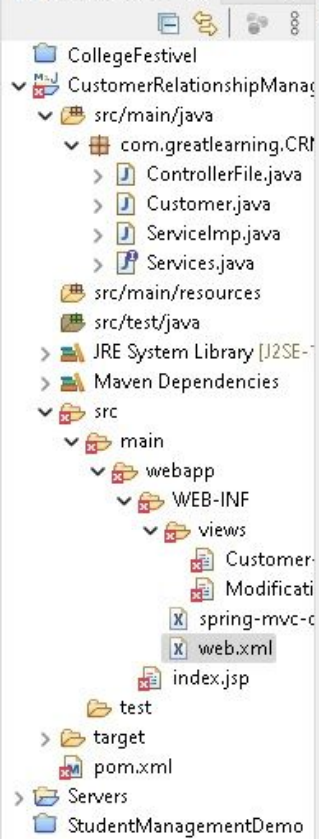 CollegeFestivel
CustomerRelationshipManag
src/main/java
com.greatlearning.CRM
ControllerFile.java
Customer.java
ServiceImp.java
Services.java
src/main/resources
src/test/java
JRE System Library [J2SE-
Maven Dependencies
src
main
webapp
WEB-INF
views
Customer-
Modificati
spring-mvc-c
web.xml
index.jsp
test
target
pom.xml
Servers
StudentManagementDemo